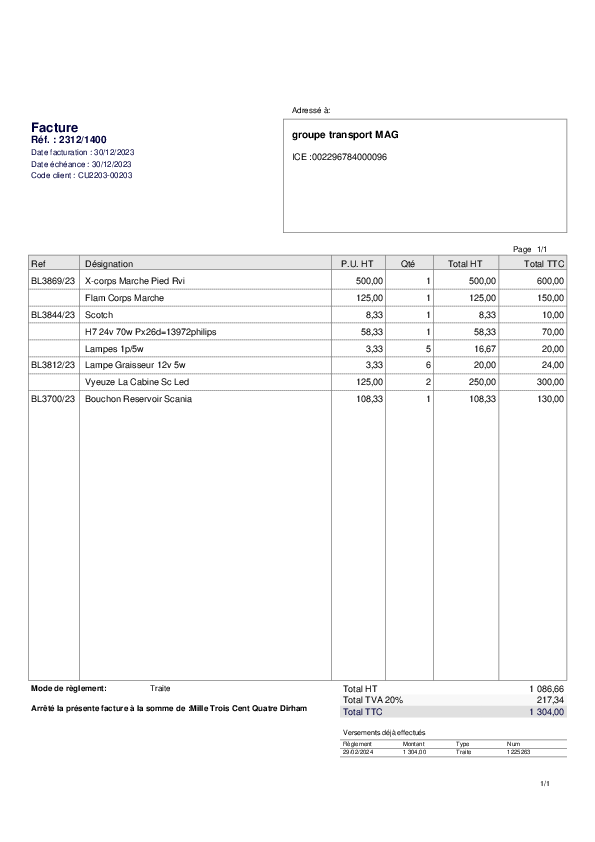 Adressé à:
Facture
Réf. : 2312/1400
Date facturation : 30/12/2023
Date échéance : 30/12/2023
Code client : CU2203-00203
groupe transport MAG
ICE :002296784000096
Page 1/1
Ref Désignation P.U. HT Qté Total HT Total TTC
BL3869/23 X-corps Marche Pied Rvi 500,00 1 500,00 600,00
Flam Corps Marche 125,00 1 125,00 150,00
BL3844/23 Scotch 8,33 1 8,33 10,00
H7 24v 70w Px26d=13972philips 58,33 1 58,33 70,00
Lampes 1p/5w 3,33 5 16,67 20,00
BL3812/23 Lampe Graisseur 12v 5w 3,33 6 20,00 24,00
Vyeuze La Cabine Sc Led 125,00 2 250,00 300,00
BL3700/23 Bouchon Reservoir Scania 108,33 1 108,33 130,00
Mode de règlement: Traite
Total HT 1 086,66
Total TVA 20% 217,34
Arrêté la présente facture à la somme de :Mille Trois Cent Quatre Dirham
Total TTC 1 304,00
Versements déjà effectués
Règlement Montant Type Num
29/02/2024 1 304,00 Traite 1225263
1/1